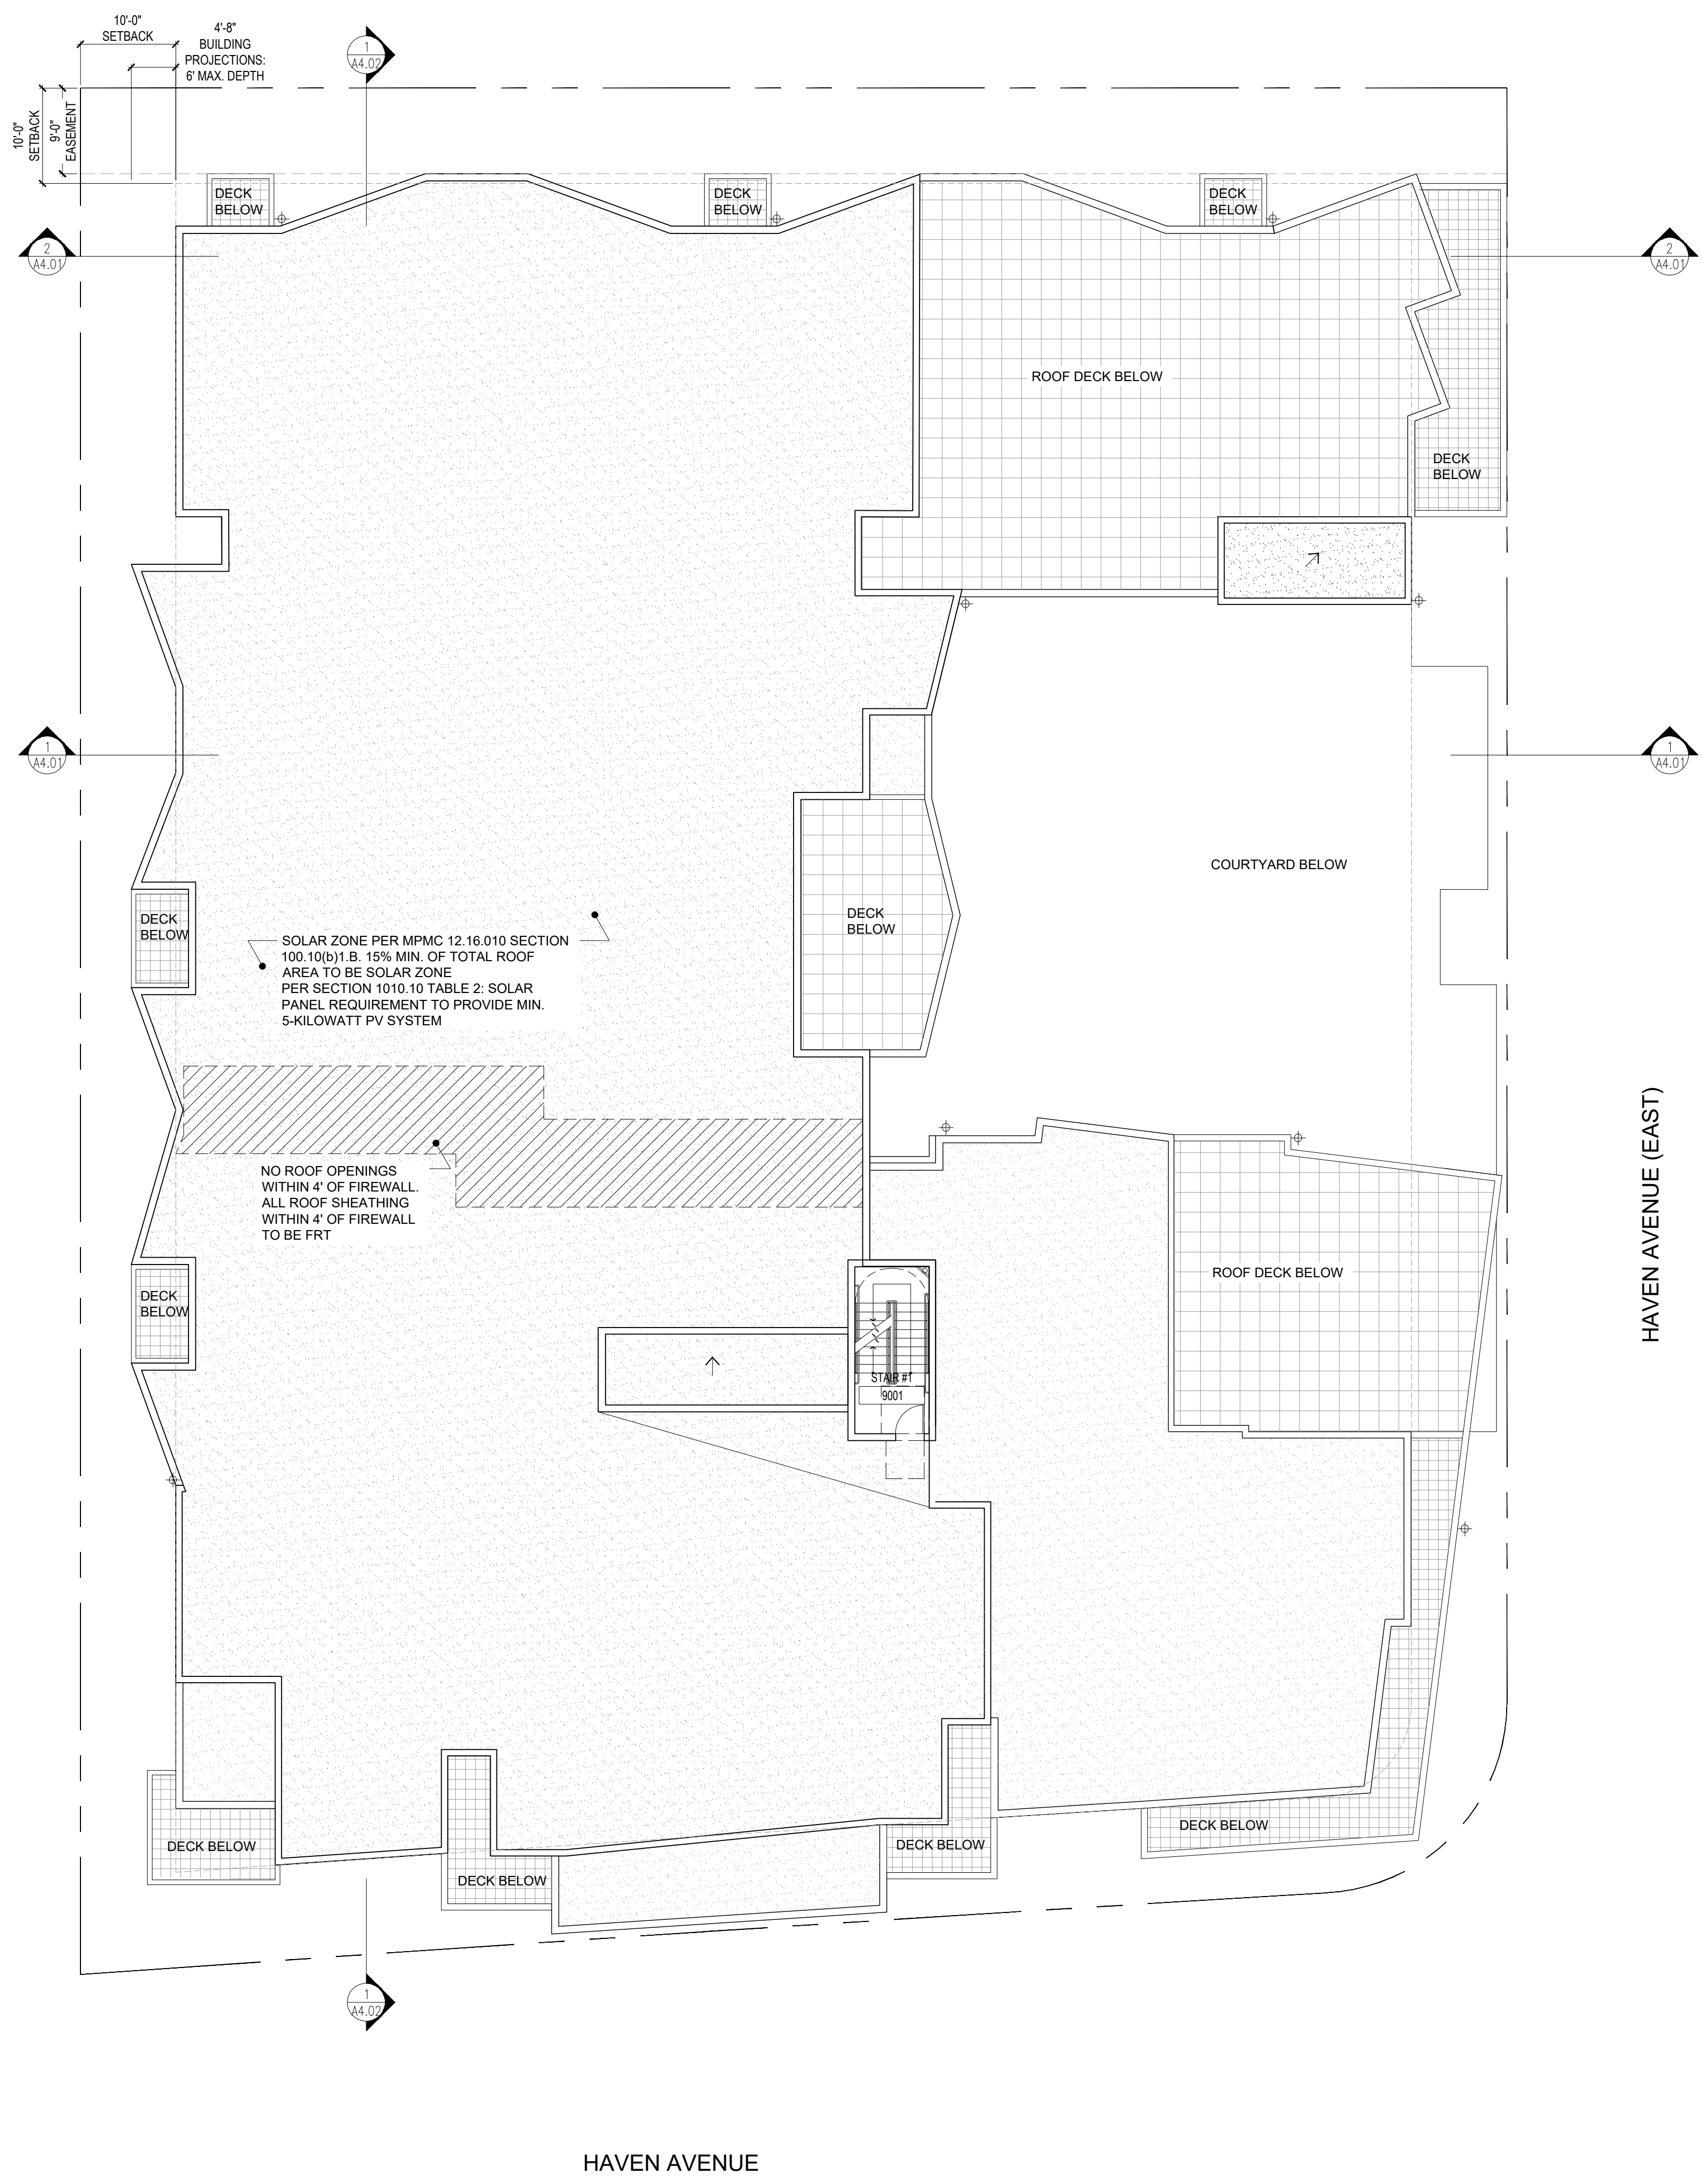 10'-0"
SETBACK
4'-8"
BUILDING
PROJECTIONS:
6' MAX. DEPTH
1
A4.02
10'-0"
SETBACK
9'-0"
EASEMENT
DECK
BELOW
DECK
BELOW
DECK
BELOW
2
A4.01
2
A4.01
ROOF DECK BELOW
DECK
BELOW
1
A4.01
1
A4.01
COURTYARD BELOW
DECK
BELOW
DECK
BELOW
SOLAR ZONE PER MPMC 12.16.010 SECTION
100.10(b)1.B. 15% MIN. OF TOTAL ROOF
AREA TO BE SOLAR ZONE
PER SECTION 1010.10 TABLE 2: SOLAR
PANEL REQUIREMENT TO PROVIDE MIN.
5-KILOWATT PV SYSTEM
NO ROOF OPENINGS
WITHIN 4' OF FIREWALL.
ALL ROOF SHEATHING
WITHIN 4' OF FIREWALL
TO BE FRT
HAVEN AVENUE (EAST)
ROOF DECK BELOW
DECK
BELOW
STAIR #1
9001
DECK BELOW
DECK BELOW
DECK BELOW
DECK BELOW
1
A4.02
HAVEN AVENUE